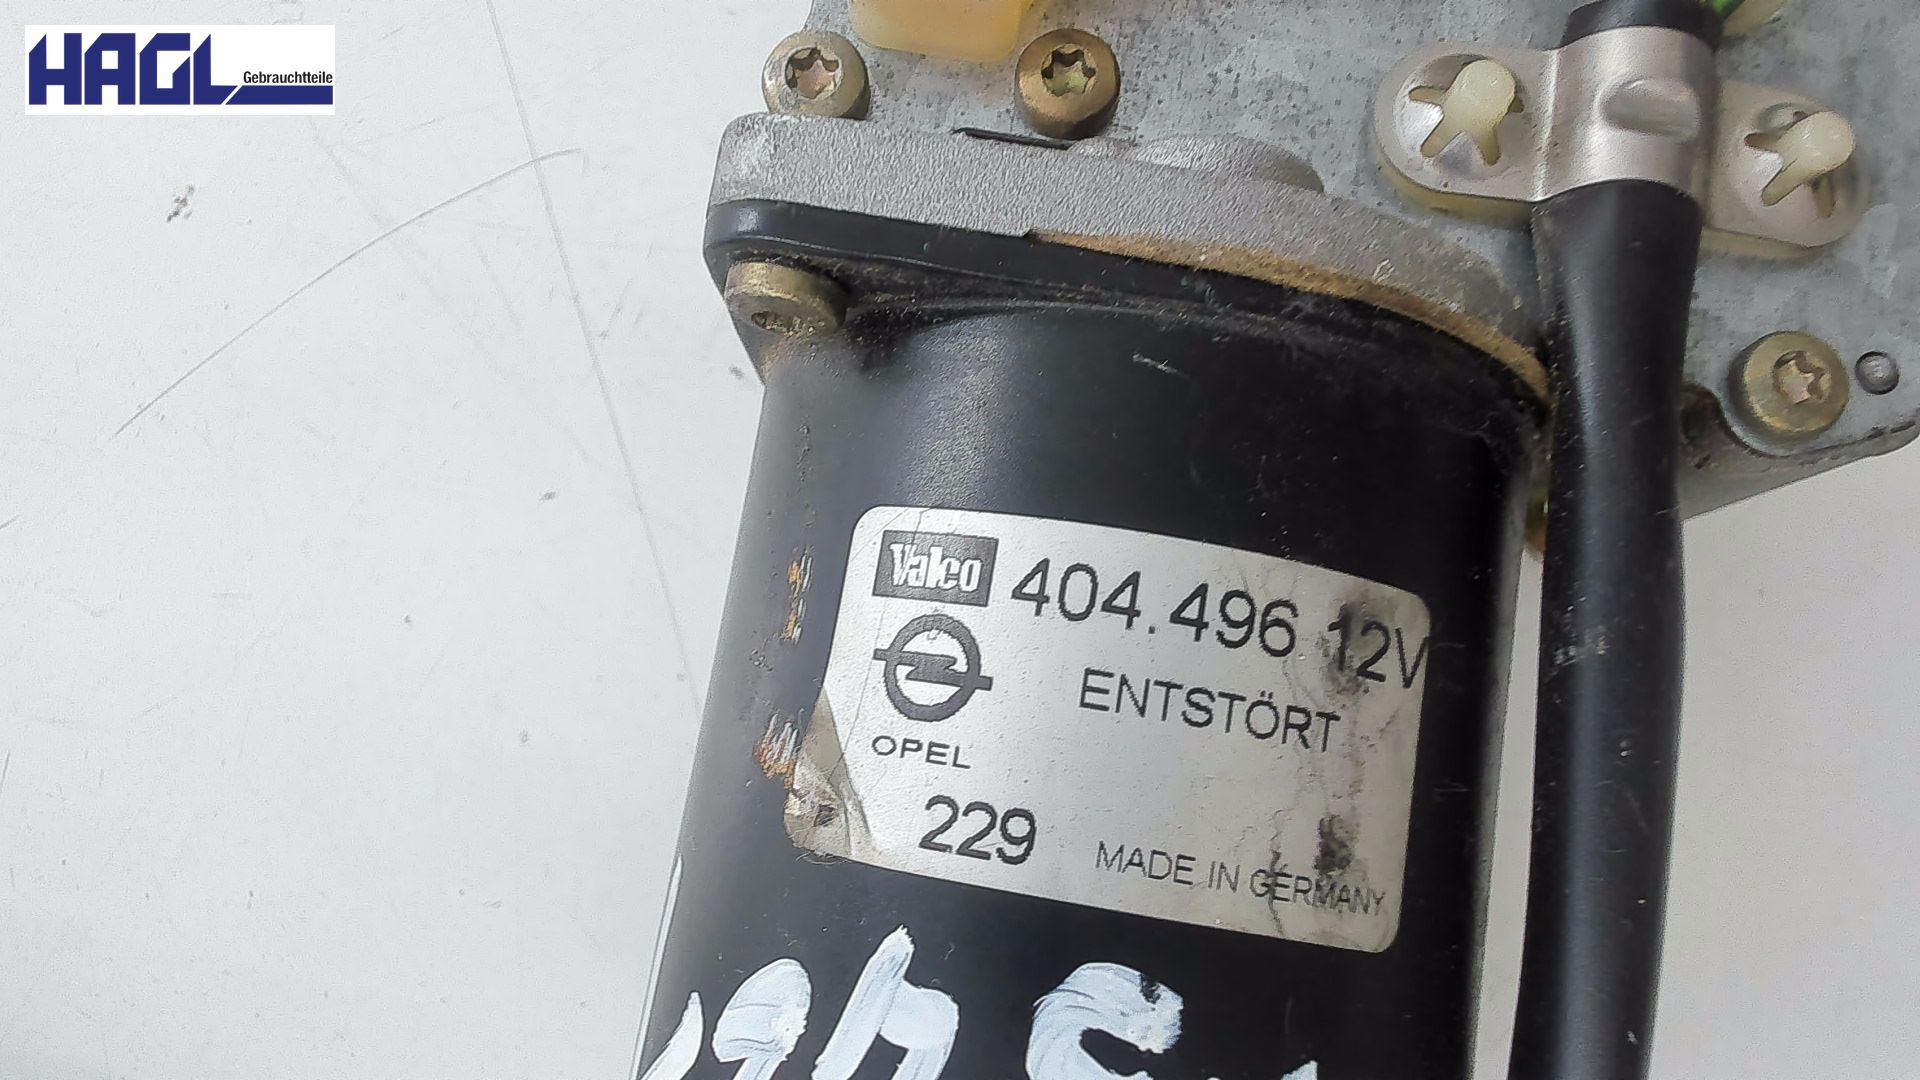 HAGL Gebrauchtteile
Valeo 404.496 12V
ENTSTÖRT
OPEL
229 MADE IN GERMANY